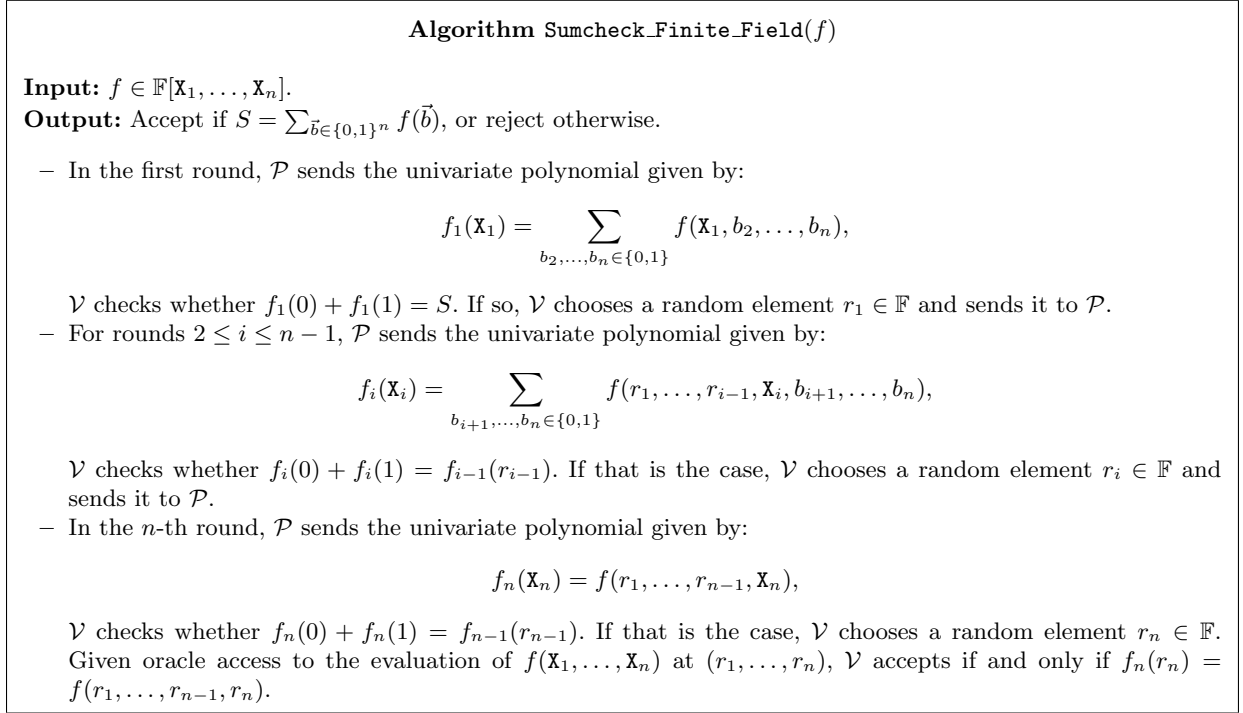 Algorithm Sumcheck_Finite_Field(f)
Input: f ∈ 𝔽[X₁, . . . , Xₙ].
Output: Accept if S = ∑_{b⃗∈{0,1}ⁿ} f(b⃗), or reject otherwise.
– In the first round, 𝒫 sends the univariate polynomial given by:
f₁(X₁) = ∑_{b₂,...,bₙ∈{0,1}} f(X₁, b₂, . . . , bₙ),
𝒱 checks whether f₁(0) + f₁(1) = S. If so, 𝒱 chooses a random element r₁ ∈ 𝔽 and sends it to 𝒫.
– For rounds 2 ≤ i ≤ n − 1, 𝒫 sends the univariate polynomial given by:
fᵢ(Xᵢ) = ∑_{bᵢ₊₁,...,bₙ∈{0,1}} f(r₁, . . . , rᵢ₋₁, Xᵢ, bᵢ₊₁, . . . , bₙ),
𝒱 checks whether fᵢ(0) + fᵢ(1) = fᵢ₋₁(rᵢ₋₁). If that is the case, 𝒱 chooses a random element rᵢ ∈ 𝔽 and
sends it to 𝒫.
– In the n-th round, 𝒫 sends the univariate polynomial given by:
fₙ(Xₙ) = f(r₁, . . . , rₙ₋₁, Xₙ),
𝒱 checks whether fₙ(0) + fₙ(1) = fₙ₋₁(rₙ₋₁). If that is the case, 𝒱 chooses a random element rₙ ∈ 𝔽.
Given oracle access to the evaluation of f(X₁, . . . , Xₙ) at (r₁, . . . , rₙ), 𝒱 accepts if and only if fₙ(rₙ) =
f(r₁, . . . , rₙ₋₁, rₙ).